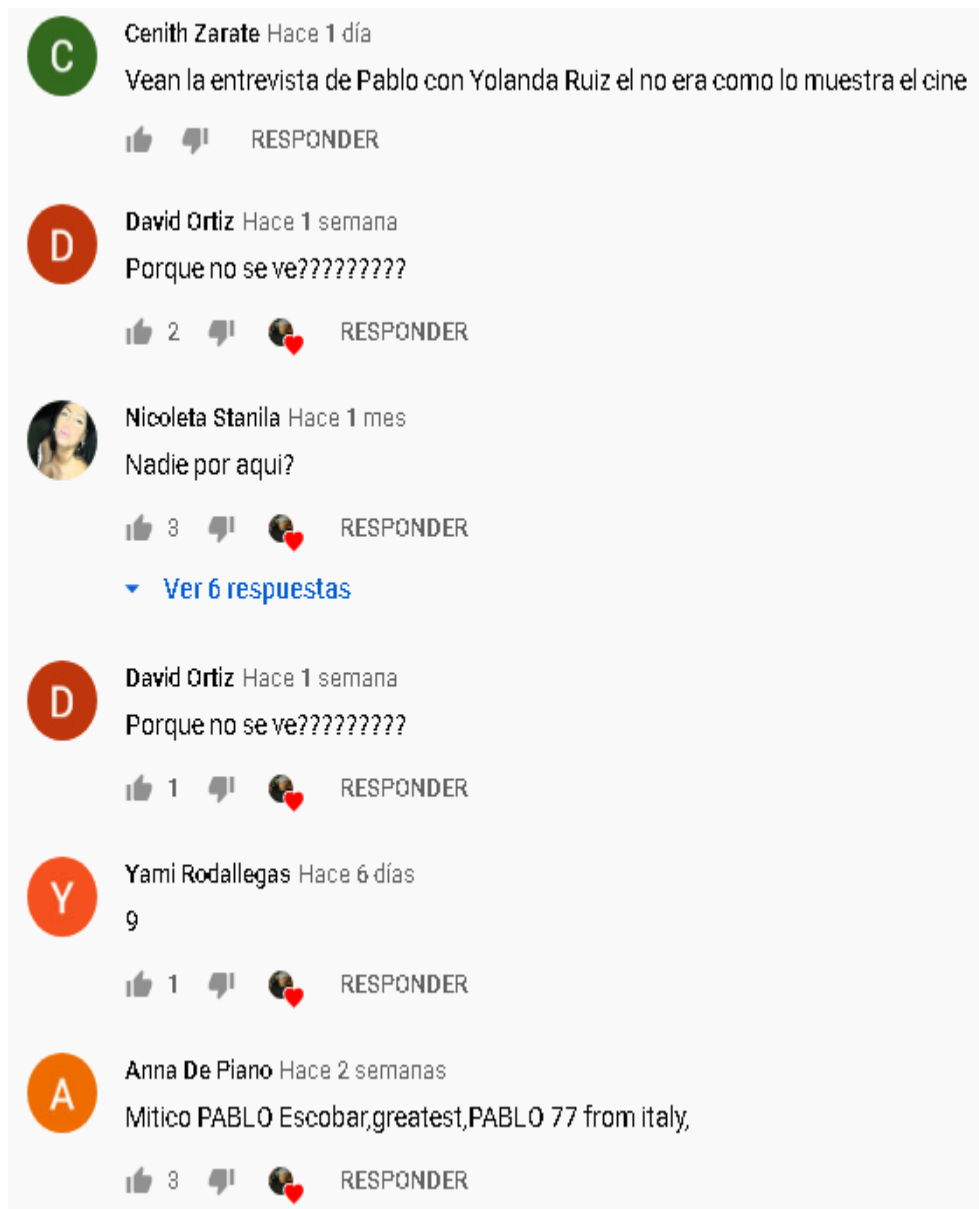 C
Cenith Zarate Hace 1 día
Vean la entrevista de Pablo con Yolanda Ruiz el no era como lo muestra el cine
RESPONDER
D
David Ortiz Hace 1 semana
Porque no se ve?????????
2 RESPONDER
Nicoleta Stanila Hace 1 mes
Nadie por aqui?
3 RESPONDER
Ver 6 respuestas
D
David Ortiz Hace 1 semana
Porque no se ve?????????
1 RESPONDER
Y
Yami Rodallegas Hace 6 días
9
1 RESPONDER
A
Anna De Piano Hace 2 semanas
Mitico PABLO Escobar,greatest,PABLO 77 from italy,
3 RESPONDER